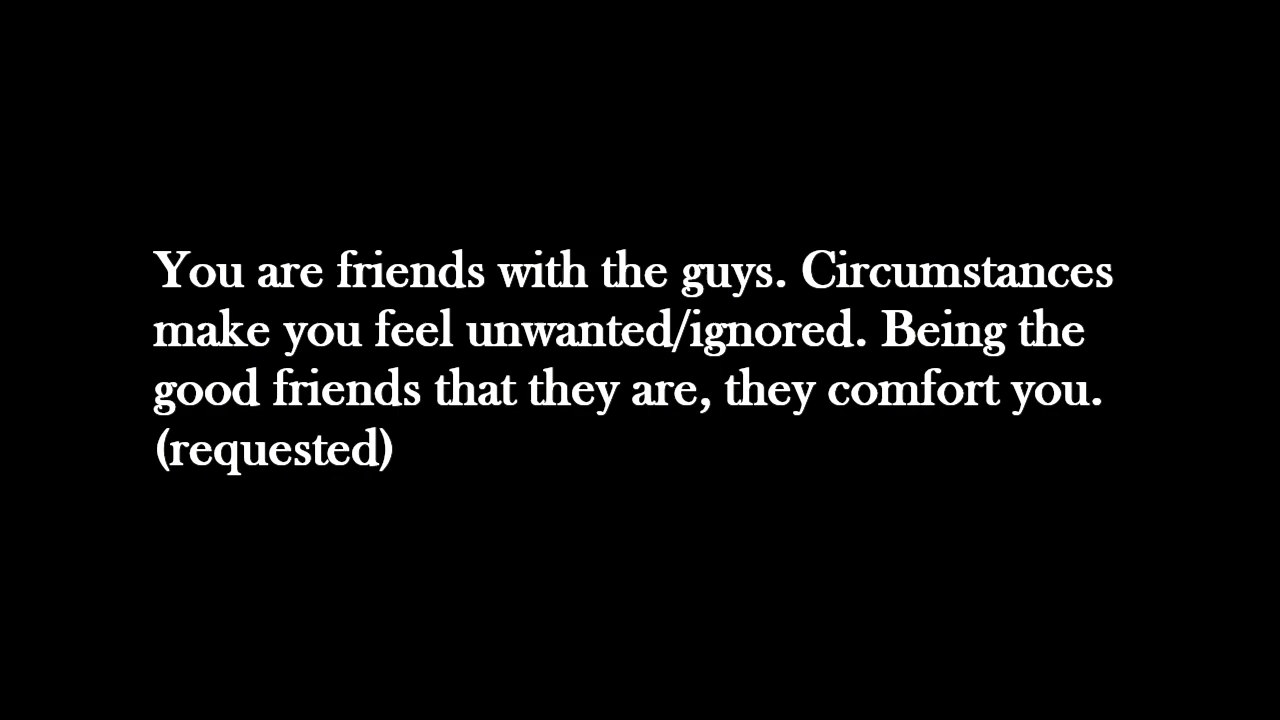 You are friends with the guys. Circumstances
make you feel unwanted/ignored. Being the
good friends that they are, they comfort you.
(requested)